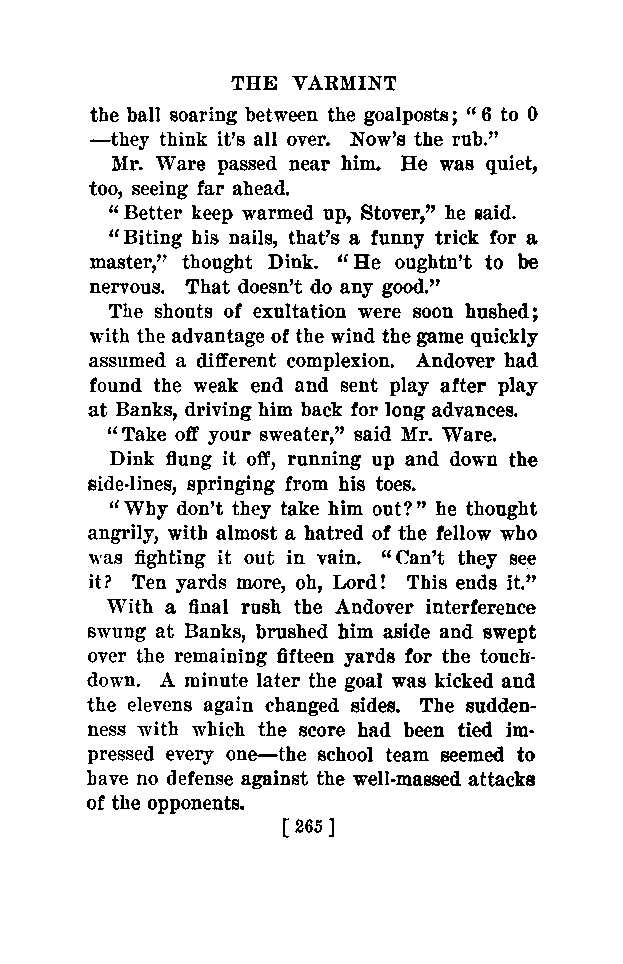 THE VARMINT
the ball soaring between the goalposts; “6 to 0
—they think it’s all over. Now’s the rub.”
Mr. Ware passed near him. He was quiet,
too, seeing far ahead.
“Better keep warmed up, Stover,” he said.
“Biting his nails, that’s a funny trick for a
master,” thought Dink. “He oughtn’t to be
nervous. That doesn’t do any good.”
The shouts of exultation were soon hushed;
with the advantage of the wind the game quickly
assumed a different complexion. Andover had
found the weak end and sent play after play
at Banks, driving him back for long advances.
“Take off your sweater,” said Mr. Ware.
Dink flung it off, running up and down the
side-lines, springing from his toes.
“Why don’t they take him out?” he thought
angrily, with almost a hatred of the fellow who
was fighting it out in vain. “Can’t they see
it? Ten yards more, oh, Lord! This ends it.”
With a final rush the Andover interference
swung at Banks, brushed him aside and swept
over the remaining fifteen yards for the touch-
down. A minute later the goal was kicked and
the elevens again changed sides. The sudden-
ness with which the score had been tied im-
pressed every one—the school team seemed to
have no defense against the well-massed attacks
of the opponents.
[ 265 ]